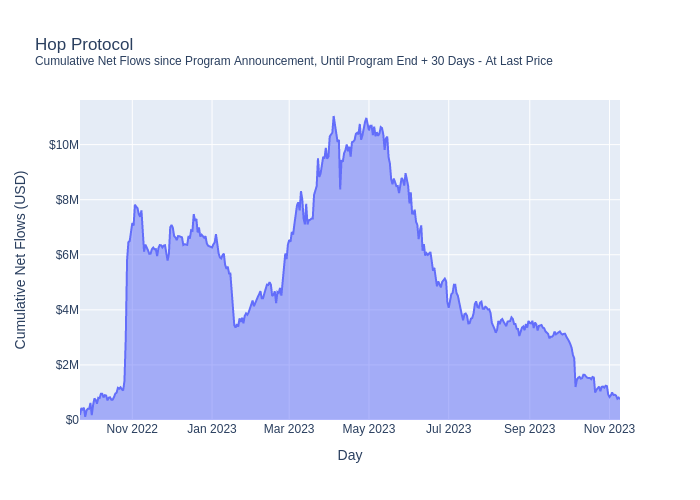 Hop Protocol
Cumulative Net Flows since Program Announcement, Until Program End + 30 Days - At Last Price
Cumulative Net Flows (USD)
$10M
$8M
$6M
$4M
$2M
$0
Nov 2022 Jan 2023 Mar 2023 May 2023 Jul 2023 Sep 2023 Nov 2023
Day